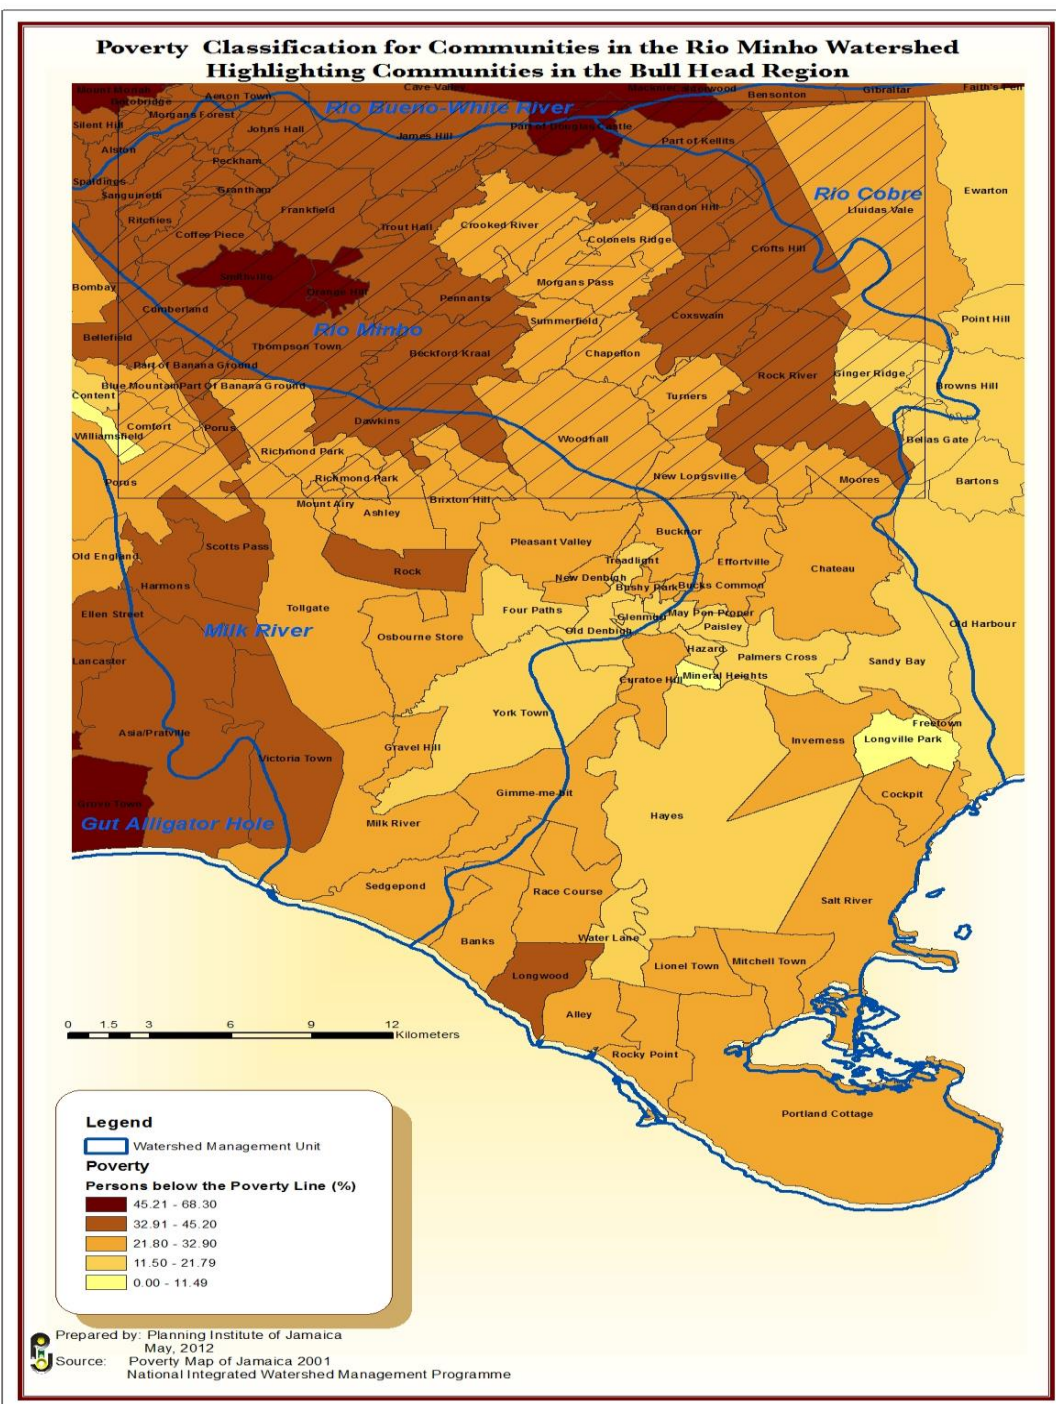 Poverty Classification for Communities in the Rio Minho Watershed
Highlighting Communities in the Bull Head Region
Mount Moriah
Cave Valley
Gibraltar
Faith's Pen
Aenon Town
Bensonton
Rio Bueno-White River
Morgans Forest
Silent Hill
Johns Hall
James Hill
Part of Douglas Castle
Part of Kellits
Alston
Peckham
Spaldings
Sanguinetti
Grantham
Rio Cobre
Ewarton
Frankfield
Brandon Hill
Lluidas Vale
Ritchies
Coffee Piece
Trout Hall
Crooked River
Colonels Ridge
Crofts Hill
Smithville
Orange Hill
Morgans Pass
Bombay
Pennants
Cumberland
Coxswain
Point Hill
Summerfield
Rio Minho
Bellefield
Thompson Town
Beckford Kraal
Chapelton
Part of Banana Ground
Rock River
Ginger Ridge
Browns Hill
Blue Mountain
Part Of Banana Ground
Content
Turners
Comfort
Porus
Dawkins
Williamsfield
Woodhall
Bellas Gate
Richmond Park
Richmond Park
New Longsville
Moores
Bartons
Porus
Mount Airy
Brixton Hill
Ashley
Bucknor
Pleasant Valley
Scotts Pass
Old England
Treadlight
Effortville
Chateau
Rock
New Denbigh
Harmons
Bushy Park
Bucks Common
Tollgate
Four Paths
Ellen Street
Glenmuir
May Pen Proper
Old Harbour
Milk River
Osbourne Store
Old Denbigh
Paisley
Hazard
Palmers Cross
Sandy Bay
Lancaster
Curatoe Hill
Mineral Heights
York Town
Freetown
Asia/Pratville
Inverness
Longville Park
Gravel Hill
Victoria Town
Gimme-me-bit
Cockpit
Grove Town
Hayes
Gut Alligator Hole
Milk River
Sedgepond
Race Course
Salt River
Banks
Water Lane
Lionel Town
Mitchell Town
Longwood
Alley
Rocky Point
Portland Cottage
0 1.5 3 6 9 12
Kilometers
Legend
Watershed Management Unit
Poverty
Persons below the Poverty Line (%)
45.21 - 68.30
32.91 - 45.20
21.80 - 32.90
11.50 - 21.79
0.00 - 11.49
Prepared by: Planning Institute of Jamaica
May, 2012
Source: Poverty Map of Jamaica 2001
National Integrated Watershed Management Programme